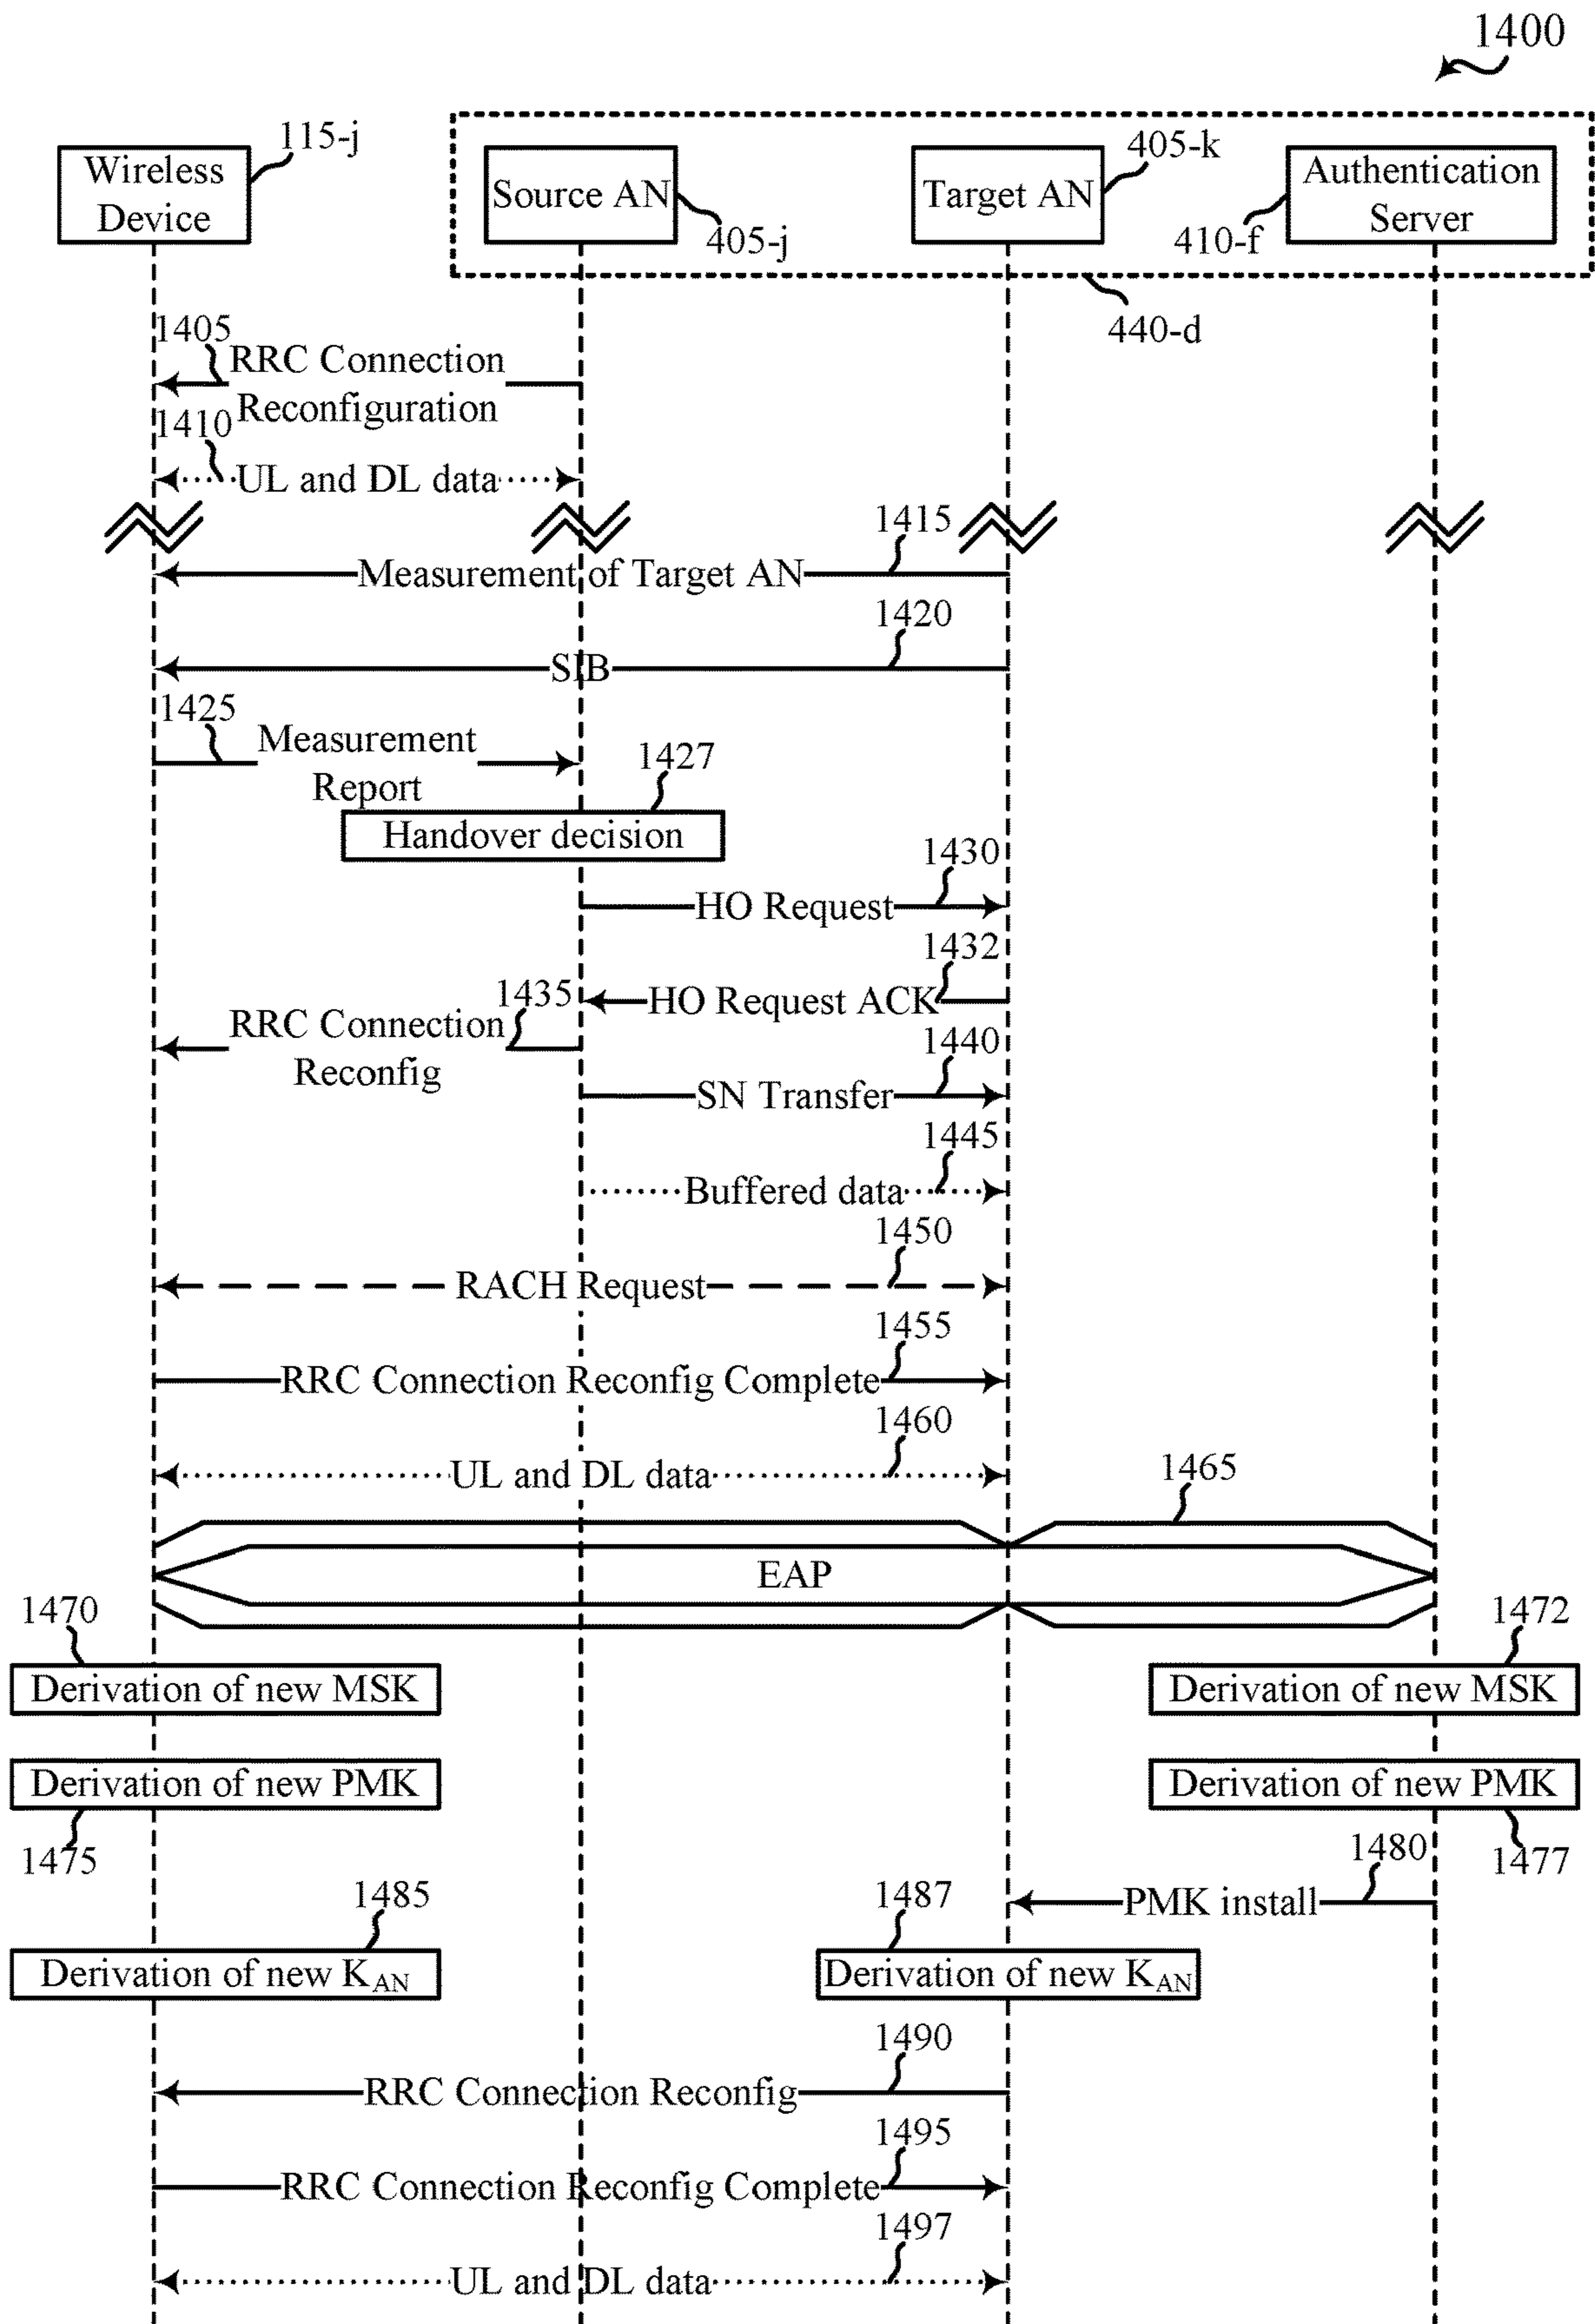 1400
115-j
405-k
Wireless
Device
Source AN
Target AN
Authentication
Server
405-j
410-f
440-d
1405
RRC Connection
Reconfiguration
1410
UL and DL data
1415
Measurement of Target AN
1420
SIB
1425
Measurement
Report
1427
Handover decision
1430
HO Request
1432
HO Request ACK
1435
RRC Connection
Reconfig
1440
SN Transfer
1445
Buffered data
1450
RACH Request
1455
RRC Connection Reconfig Complete
1460
UL and DL data
1465
EAP
1470
1472
Derivation of new MSK
Derivation of new MSK
Derivation of new PMK
Derivation of new PMK
1475
1477
1480
PMK install
1485
1487
Derivation of new KAN
Derivation of new KAN
1490
RRC Connection Reconfig
1495
RRC Connection Reconfig Complete
1497
UL and DL data